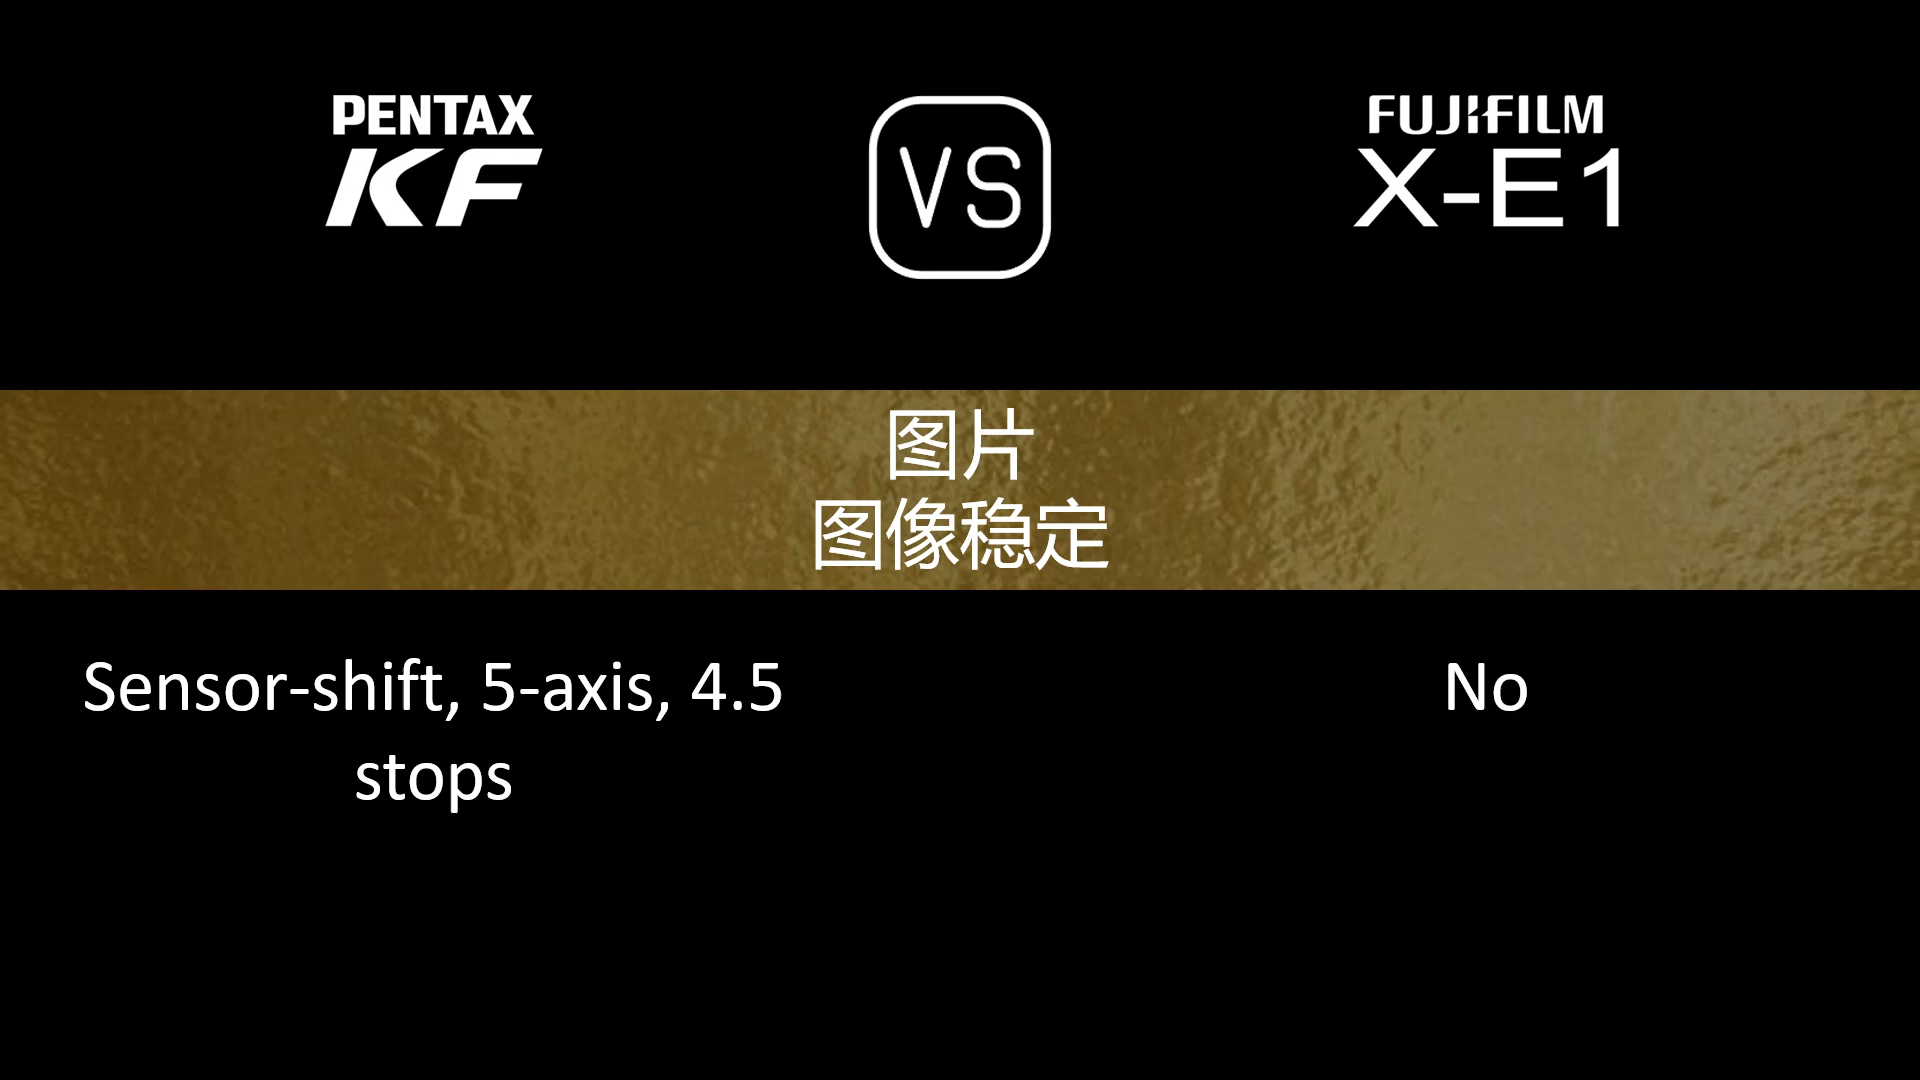 PENTAX
KF
VS
FUJIFILM
X-E1
图片
图像稳定
Sensor-shift, 5-axis, 4.5
stops
No